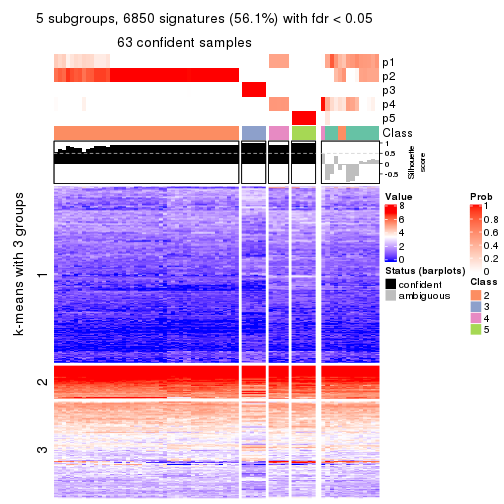 5 subgroups, 6850 signatures (56.1%) with fdr < 0.05
63 confident samples
p1
p2
p3
p4
p5
Class
1
0.5
0
-0.5
Silhouette
score
k-means with 3 groups
1
2
3
Value
8
6
4
2
0
Status (barplots)
confident
ambiguous
Prob
1
0.8
0.6
0.4
0.2
0
Class
2
3
4
5